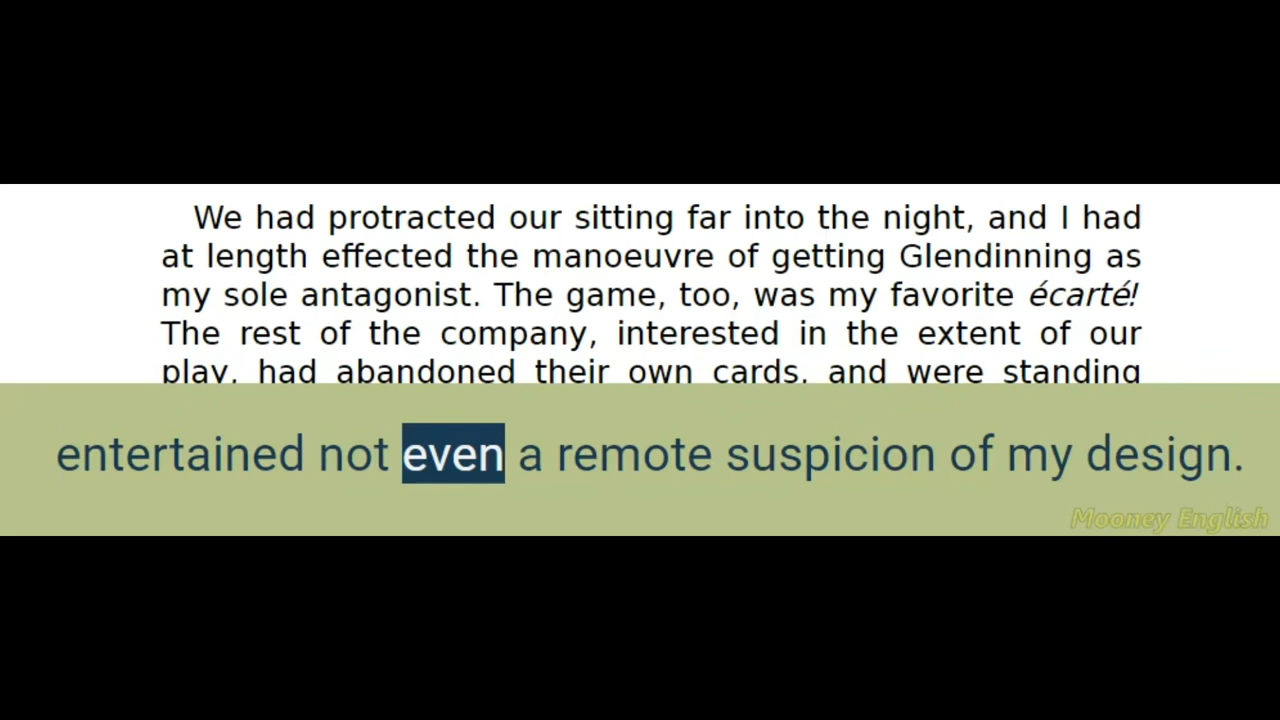 We had protracted our sitting far into the night, and I had
at length effected the manoeuvre of getting Glendinning as
my sole antagonist. The game, too, was my favorite écarté!
The rest of the company, interested in the extent of our
play, had abandoned their own cards, and were standing
entertained not even a remote suspicion of my design.
Mooney English